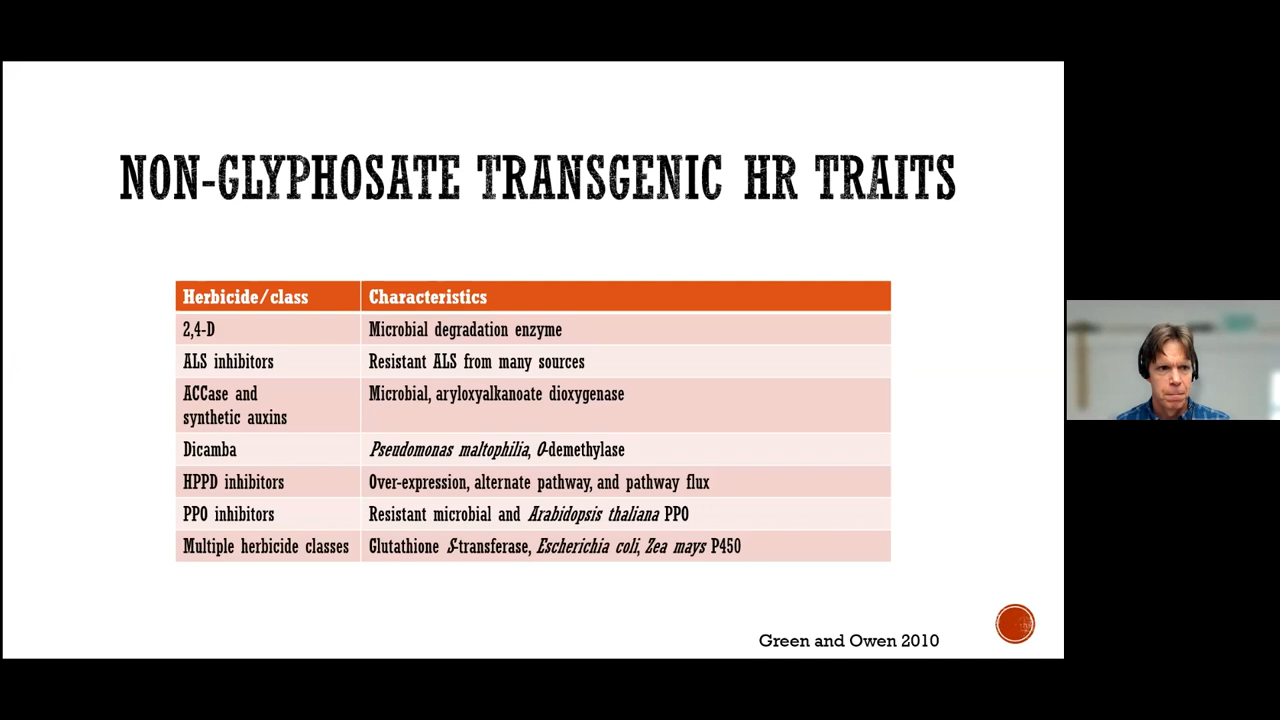 NON-GLYPHOSATE TRANSGENIC HR TRAITS
Herbicide/class Characteristics
2,4-D Microbial degradation enzyme
ALS inhibitors Resistant ALS from many sources
ACCase and Microbial, aryloxyalkanoate dioxygenase
synthetic auxins
Dicamba Pseudomonas maltophilia, O-demethylase
HPPD inhibitors Over-expression, alternate pathway, and pathway flux
PPO inhibitors Resistant microbial and Arabidopsis thaliana PPO
Multiple herbicide classes Glutathione S-transferase, Escherichia coli, Zea mays P450
Green and Owen 2010